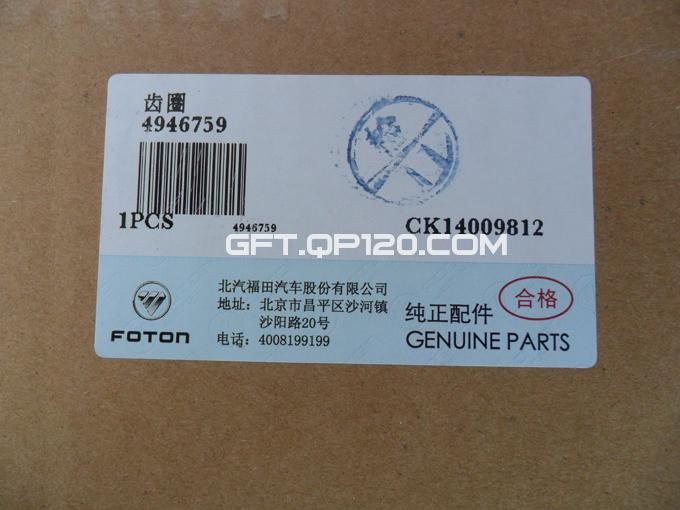 齿圈
4946759
1PCS
4946759
CK14009812
GFT.QP120.COM
FOTON
北汽福田汽车股份有限公司
地址：北京市昌平区沙河镇
沙阳路20号
电话：4008199199
纯正配件
合格
GENUINE PARTS